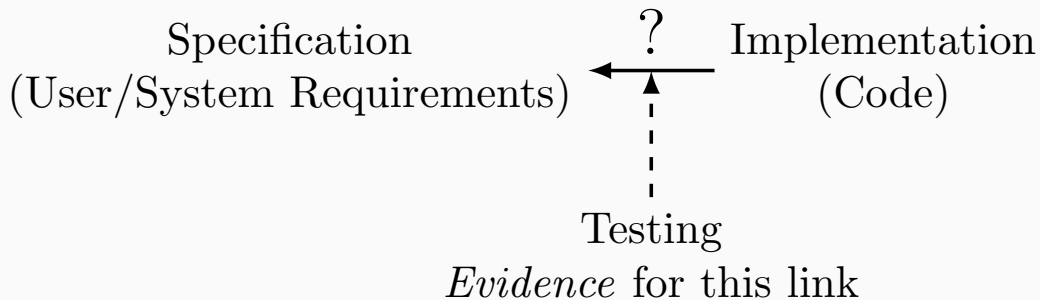 Specification
(User/System Requirements)
?
Implementation
(Code)
Testing
Evidence for this link